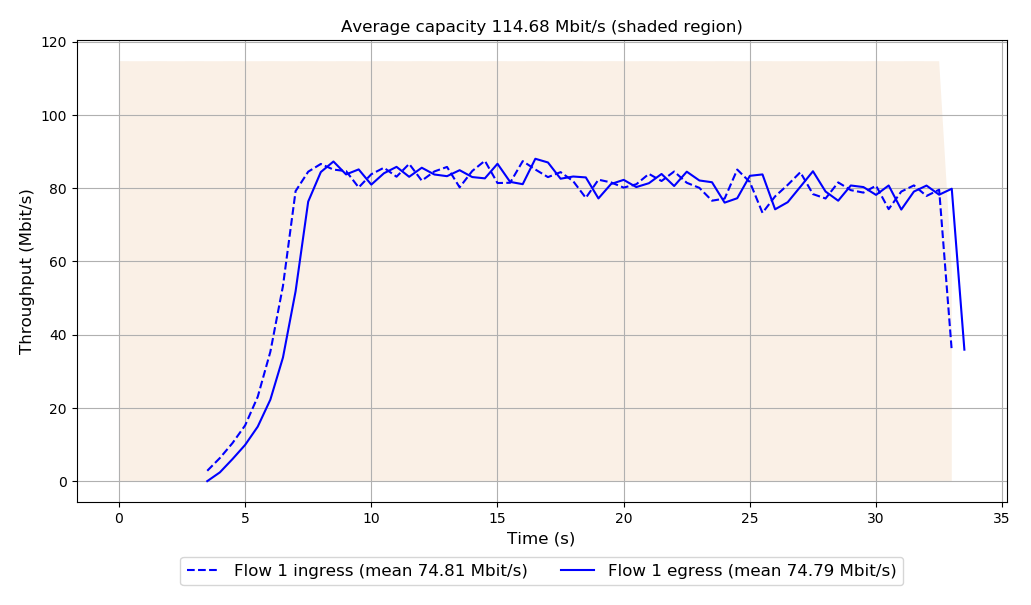 Average capacity 114.68 Mbit/s (shaded region)
120
100
80
60
40
20
0
Throughput (Mbit/s)
0 5 10 15 20 25 30 35
Time (s)
Flow 1 ingress (mean 74.81 Mbit/s) Flow 1 egress (mean 74.79 Mbit/s)